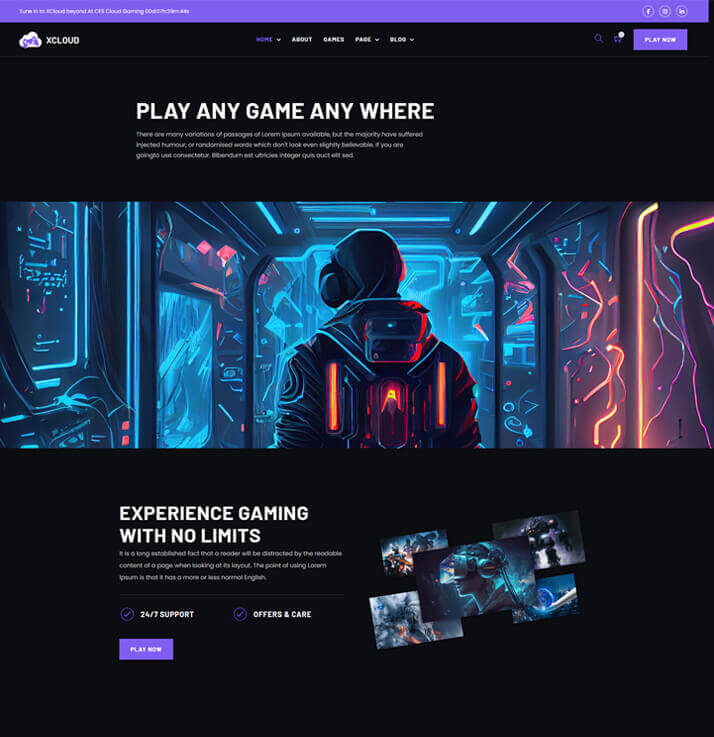 Tune In to XCloud beyond At CES Cloud Gaming 00d:07h:39m:44s
XCLOUD
HOME ABOUT GAMES PAGE BLOG
PLAY NOW
PLAY ANY GAME ANY WHERE
There are many variations of passages of Lorem Ipsum available, but the majority have suffered
injected humour, or randomised words which don't look even slightly believable. If you are
goingto use consectetur. Bibendum est ultricies Integer quis auct elit sed.
EXPERIENCE GAMING
WITH NO LIMITS
It is a long established fact that a reader will be distracted by the readable
content of a page when looking at its layout. The point of using Lorem
Ipsum is that it has a more or less normal English.
24/7 SUPPORT OFFERS & CARE
PLAY NOW